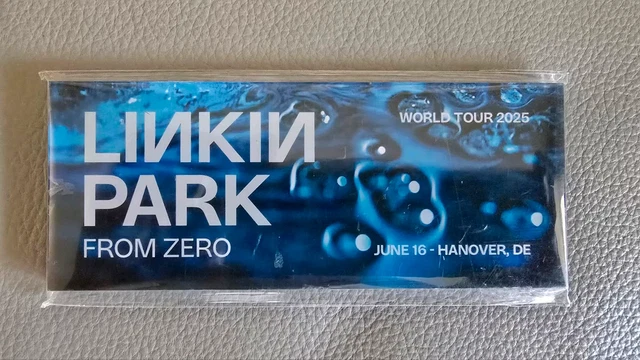 LINKIN
PARK
FROM ZERO
WORLD TOUR 2025
JUNE 16 - HANOVER, DE